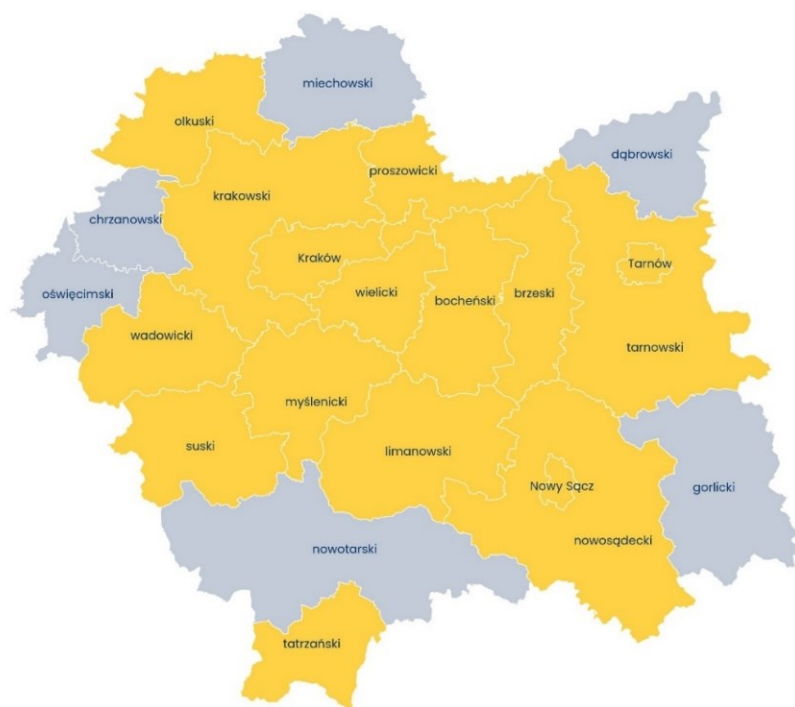 miechowski
olkuski
dąbrowski
proszowicki
krakowski
chrzanowski
Kraków
Tarnów
oświęcimski
wielicki
bocheński
brzeski
wadowicki
tarnowski
myślenicki
suski
limanowski
Nowy Sącz
gorlicki
nowosądecki
nowotarski
tatrzański